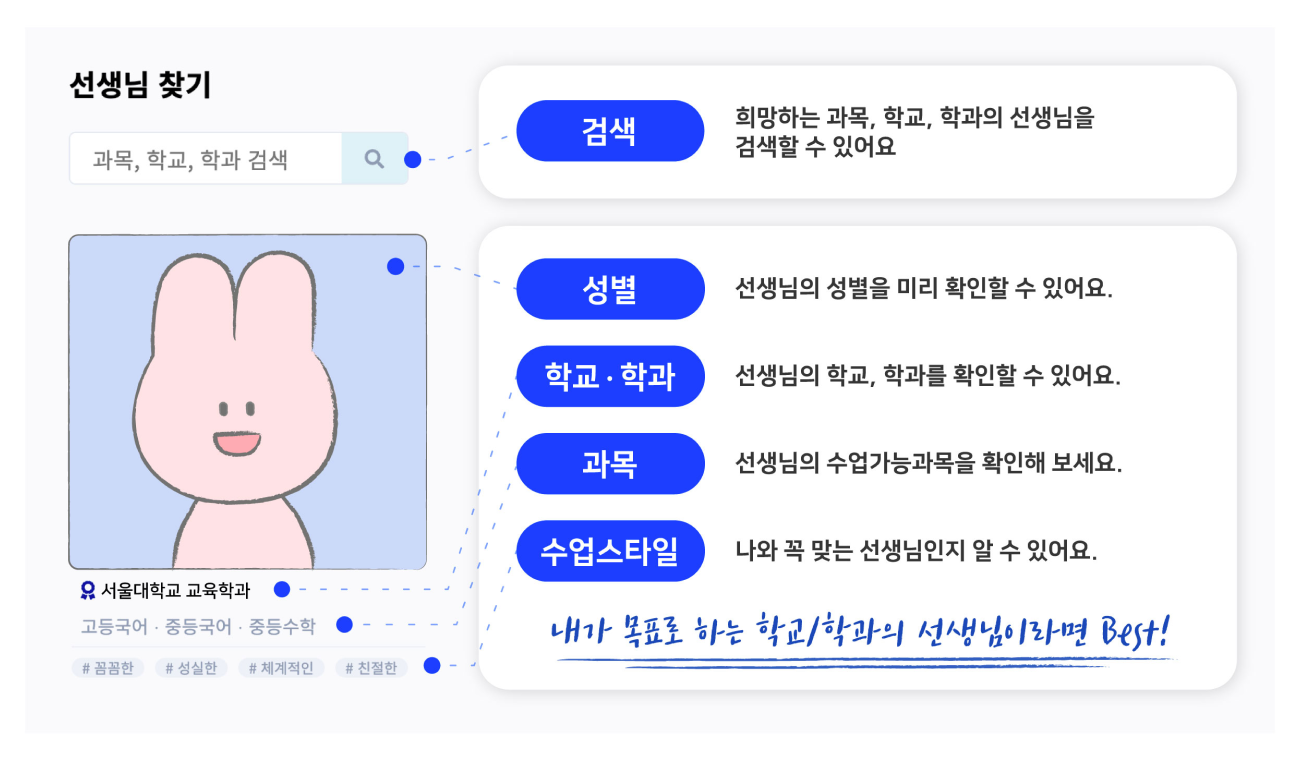 선생님 찾기
과목, 학교, 학과 검색
서울대학교 교육학과
고등국어 · 중등국어 · 중등수학
# 꼼꼼한 # 성실한 # 체계적인 # 친절한
검색
희망하는 과목, 학교, 학과의 선생님을
검색할 수 있어요
성별
선생님의 성별을 미리 확인할 수 있어요.
학교 · 학과
선생님의 학교, 학과를 확인할 수 있어요.
과목
선생님의 수업가능과목을 확인해 보세요.
수업스타일
나와 꼭 맞는 선생님인지 알 수 있어요.
내가 목표로 하는 학교/학과의 선생님이라면 Best!